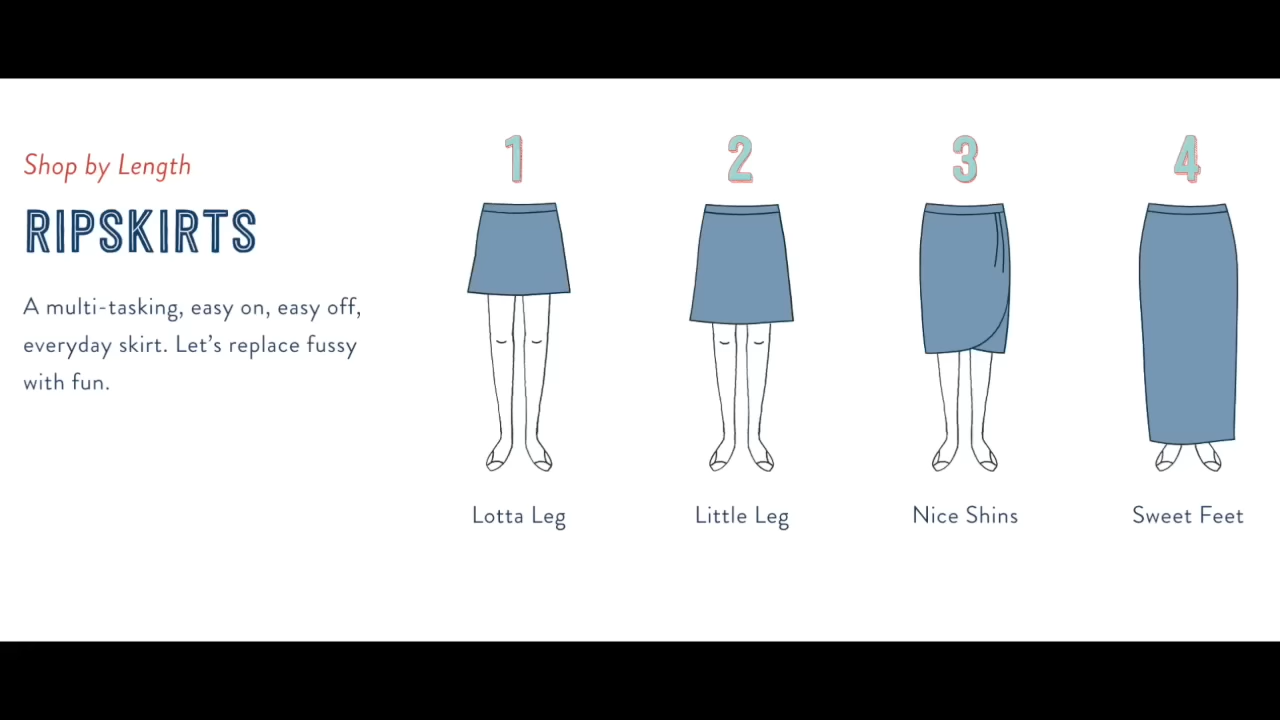 Shop by Length
RIPSKIRTS
A multi-tasking, easy on, easy off,
everyday skirt. Let’s replace fussy
with fun.
1
2
3
4
Lotta Leg
Little Leg
Nice Shins
Sweet Feet